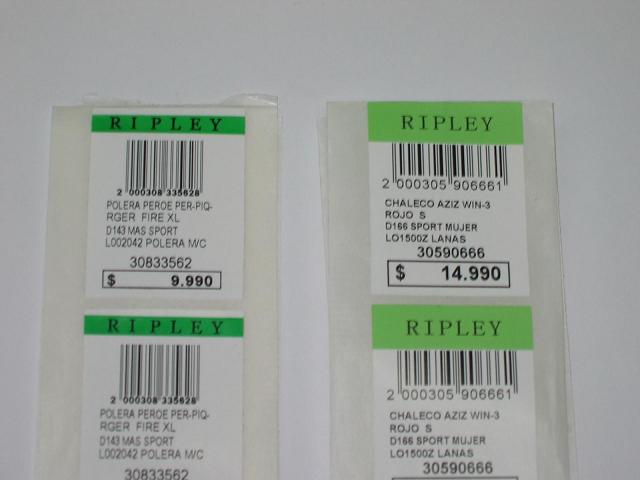 RIPLEY
2 000308 335628
POLERA PEROE PER-PIQ-
RGER FIRE XL
D143 MAS SPORT
L002042 POLERA M/C
30833562
$ 9.990
RIPLEY
2 000308 335628
POLERA PEROE PER-PIQ-
RGER FIRE XL
D143 MAS SPORT
L002042 POLERA M/C
30833562
RIPLEY
2 000305 906661
CHALECO AZIZ WIN-3
ROJO S
D166 SPORT MUJER
LO1500Z LANAS
30590666
$ 14.990
RIPLEY
2 000305 906661
CHALECO AZIZ WIN-3
ROJO S
D166 SPORT MUJER
LO1500Z LANAS
30590666